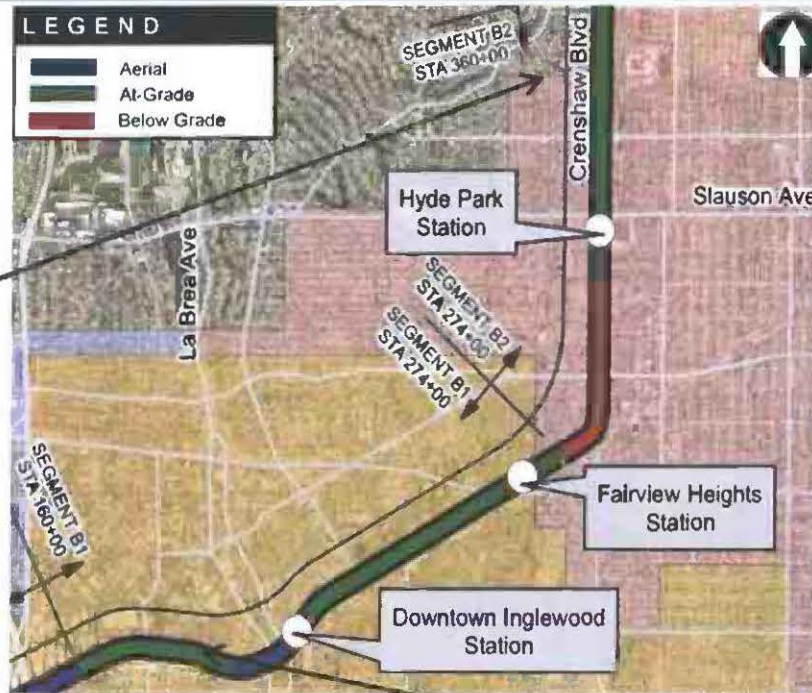 LEGEND
Aerial
At-Grade
Below Grade
SEGMENT B2
STA 360+00
Crenshaw Blvd
Slauson Ave
Hyde Park
Station
La Brea Ave
SEGMENT B2
STA 274+00
SEGMENT B1
STA 274+00
Fairview Heights
Station
SEGMENT B1
STA 160+00
Downtown Inglewood
Station